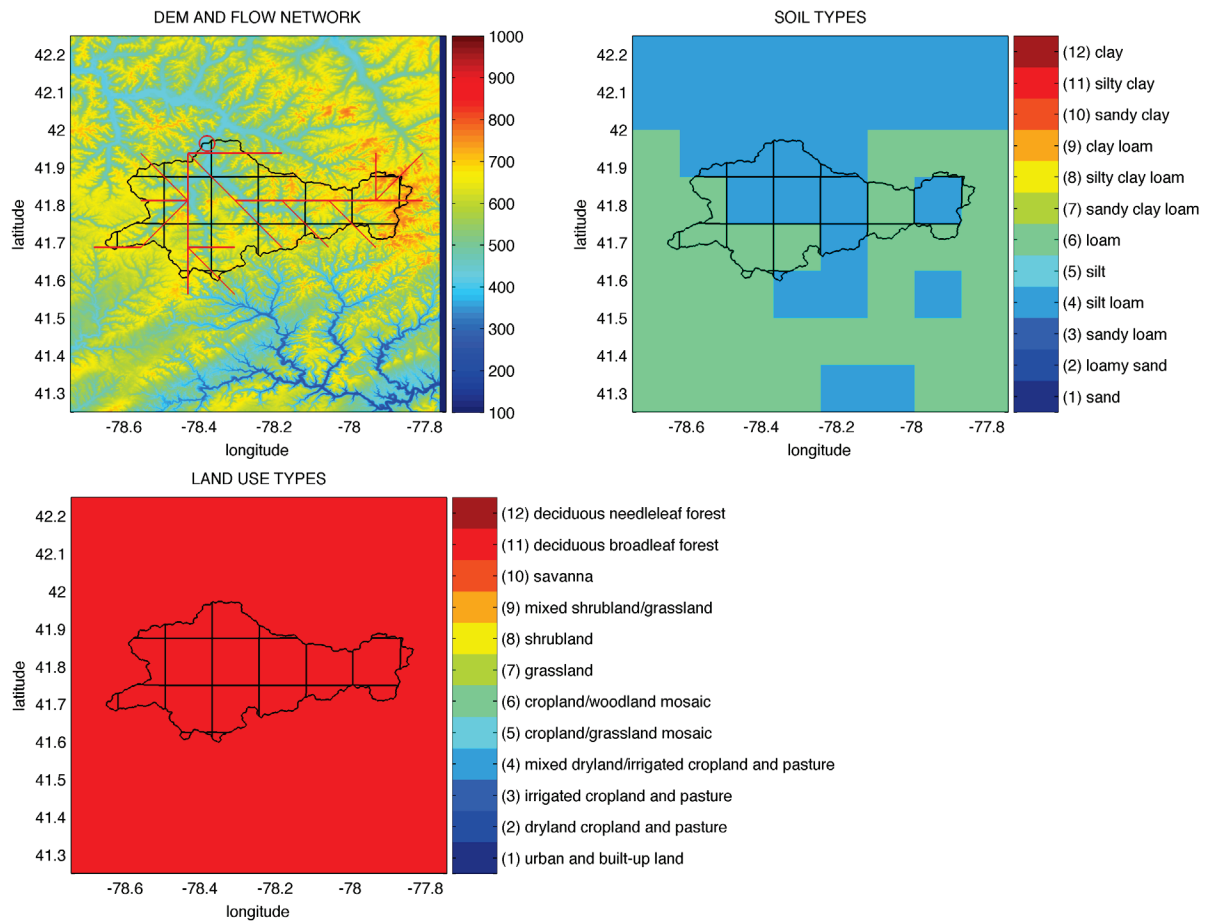 DEM AND FLOW NETWORK
42.2
42.1
42
41.9
41.8
41.7
41.6
41.5
41.4
41.3
latitude
-78.6
-78.4
-78.2
-78
-77.8
longitude
1000
900
800
700
600
500
400
300
200
100
SOIL TYPES
42.2
42.1
42
41.9
41.8
41.7
41.6
41.5
41.4
41.3
latitude
-78.6
-78.4
-78.2
-78
-77.8
longitude
(12) clay
(11) silty clay
(10) sandy clay
(9) clay loam
(8) silty clay loam
(7) sandy clay loam
(6) loam
(5) silt
(4) silt loam
(3) sandy loam
(2) loamy sand
(1) sand
LAND USE TYPES
42.2
42.1
42
41.9
41.8
41.7
41.6
41.5
41.4
41.3
latitude
-78.6
-78.4
-78.2
-78
-77.8
longitude
(12) deciduous needleleaf forest
(11) deciduous broadleaf forest
(10) savanna
(9) mixed shrubland/grassland
(8) shrubland
(7) grassland
(6) cropland/woodland mosaic
(5) cropland/grassland mosaic
(4) mixed dryland/irrigated cropland and pasture
(3) irrigated cropland and pasture
(2) dryland cropland and pasture
(1) urban and built-up land